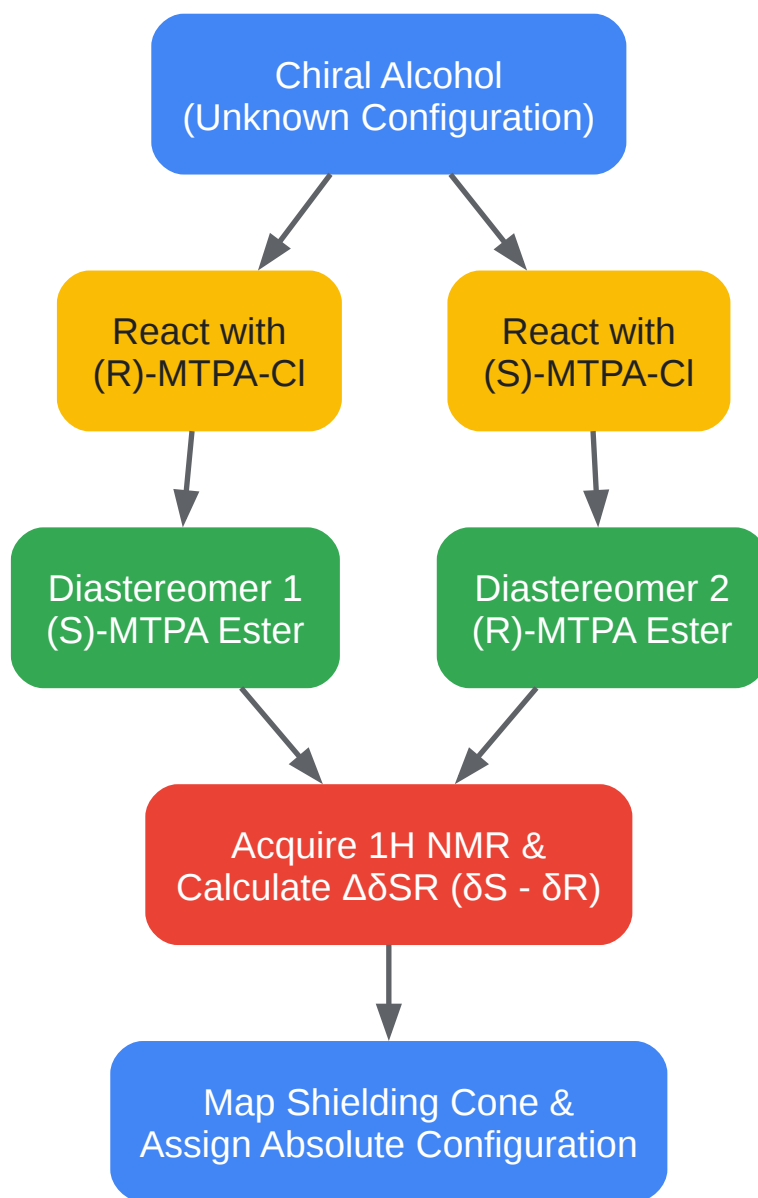 Chiral Alcohol
(Unknown Configuration)
React with
(R)-MTPA-Cl
React with
(S)-MTPA-Cl
Diastereomer 1
(S)-MTPA Ester
Diastereomer 2
(R)-MTPA Ester
Acquire 1H NMR &
Calculate ΔδSR (δS - δR)
Map Shielding Cone &
Assign Absolute Configuration